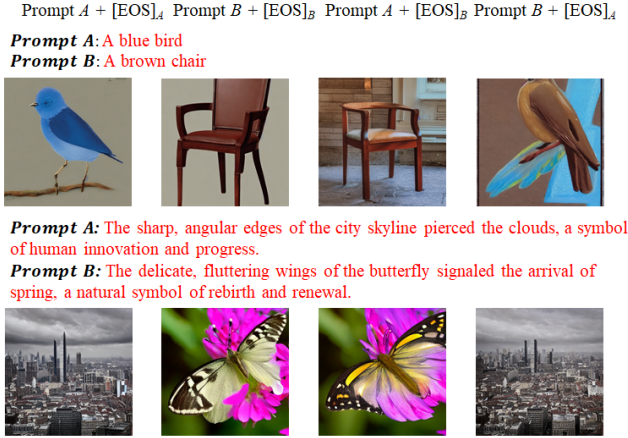 Prompt A + [EOS]A Prompt B + [EOS]B Prompt A + [EOS]B Prompt B + [EOS]A
Prompt A: A blue bird
Prompt B: A brown chair
Prompt A: The sharp, angular edges of the city skyline pierced the clouds, a symbol
of human innovation and progress.
Prompt B: The delicate, fluttering wings of the butterfly signaled the arrival of
spring, a natural symbol of rebirth and renewal.